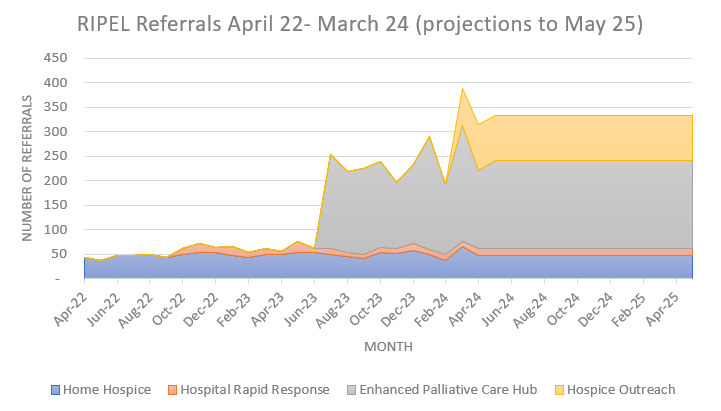 RIPEL Referrals April 22- March 24 (projections to May 25)
NUMBER OF REFERRALS
450
400
350
300
250
200
150
100
50
-
Apr-22
Jun-22
Aug-22
Oct-22
Dec-22
Feb-23
Apr-23
Jun-23
Aug-23
Oct-23
Dec-23
Feb-24
Apr-24
Jun-24
Aug-24
Oct-24
Dec-24
Feb-25
Apr-25
MONTH
Home Hospice
Hospital Rapid Response
Enhanced Palliative Care Hub
Hospice Outreach